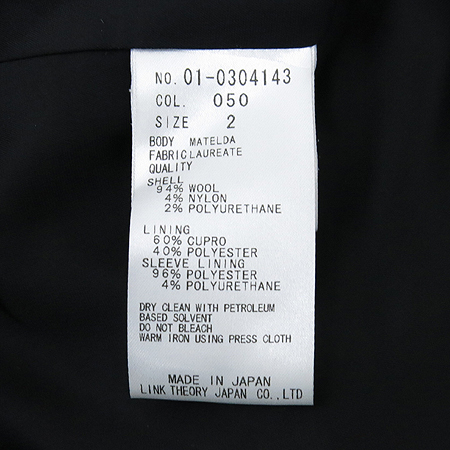 NO. 01-0304143
COL. 050
SIZE 2
BODY MATELDA
FABRIC LAUREATE
QUALITY
SHELL
94% WOOL
4% NYLON
2% POLYURETHANE
LINING
60% CUPRO
40% POLYESTER
SLEEVE LINING
96% POLYESTER
4% POLYURETHANE
DRY CLEAN WITH PETROLEUM
BASED SOLVENT
DO NOT BLEACH
WARM IRON USING PRESS CLOTH
MADE IN JAPAN
LINK THEORY JAPAN CO.,LTD